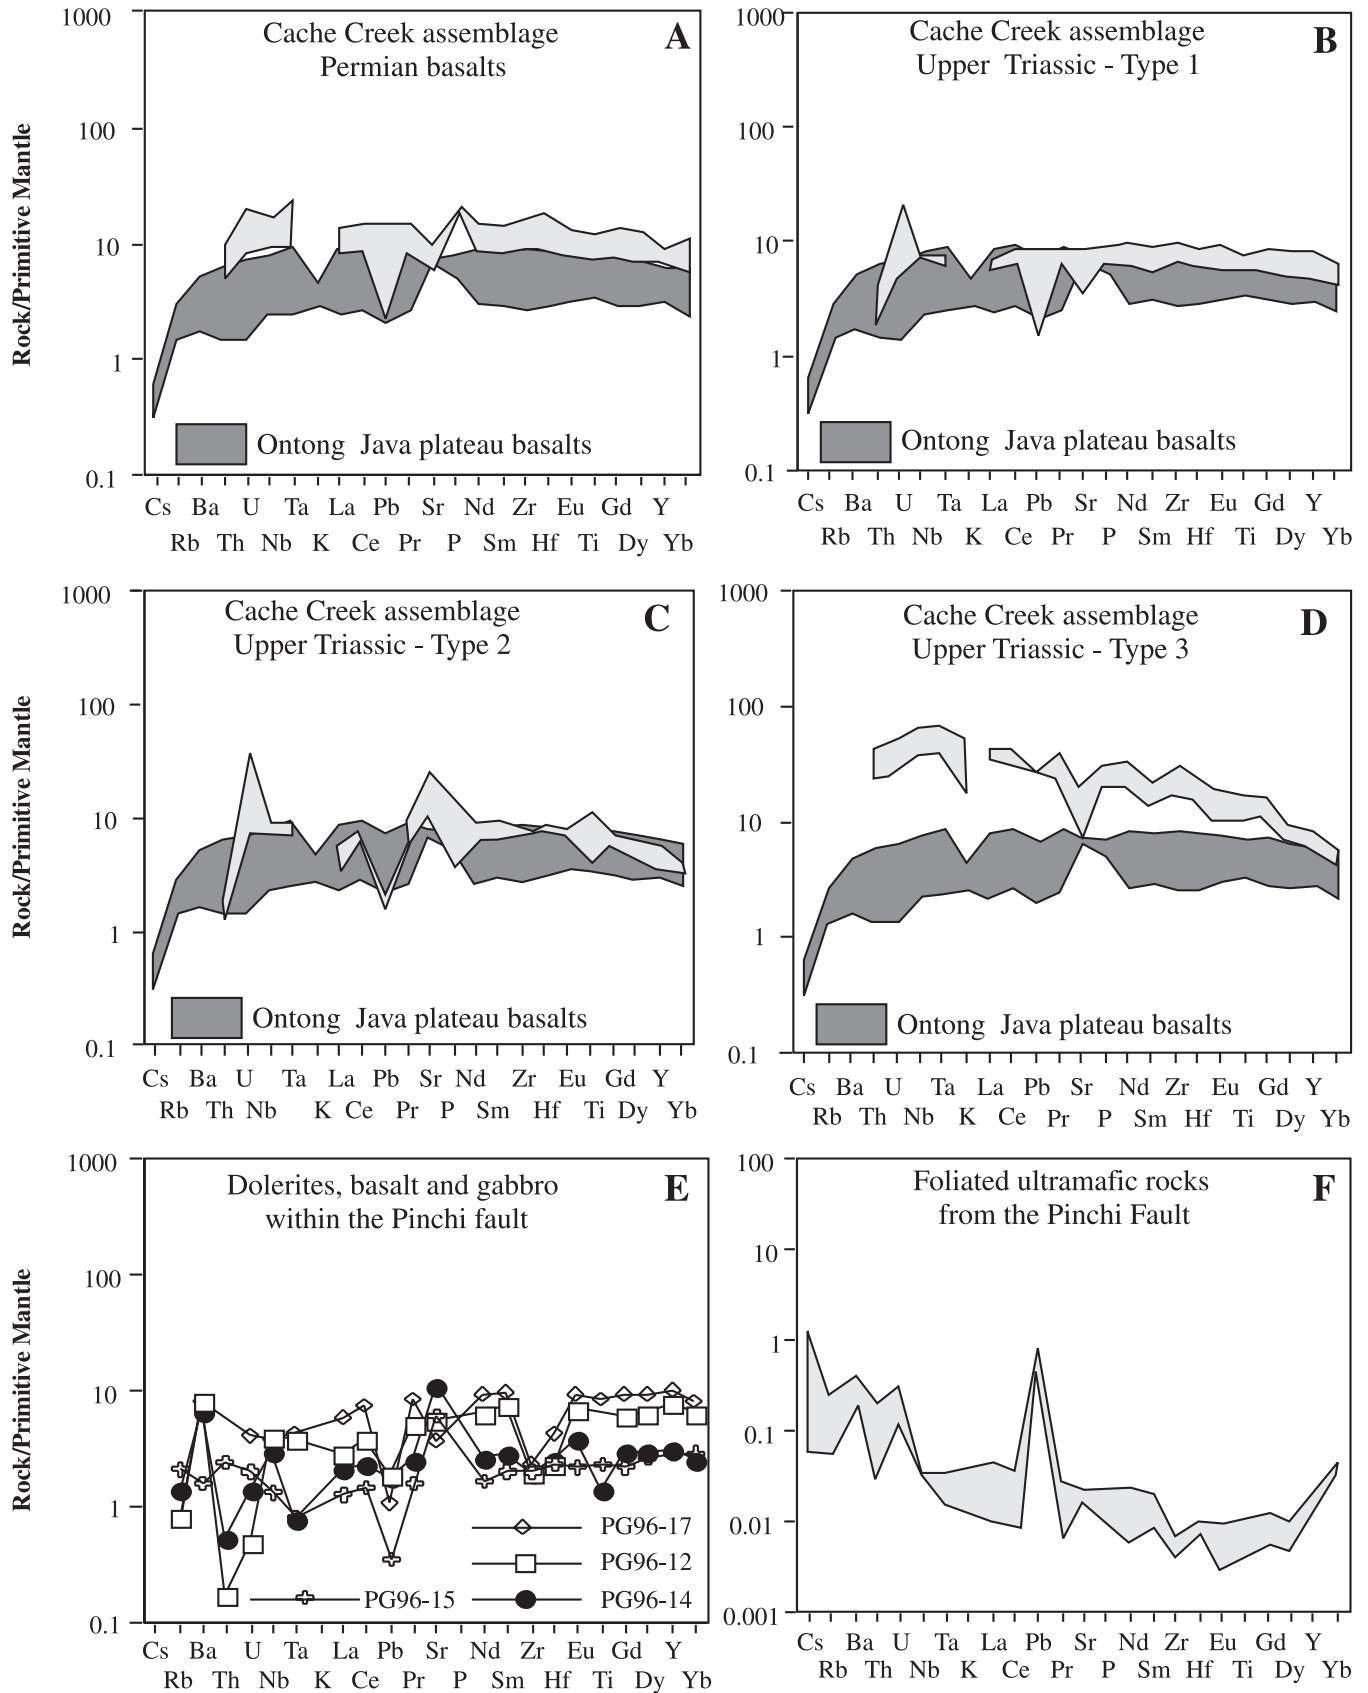 Cache Creek assemblage
Permian basalts
A
1000
100
10
1
0.1
Rock/Primitive Mantle
Ontong Java plateau basalts
Cs Ba U Ta La Pb Sr Nd Zr Eu Gd Y
Rb Th Nb K Ce Pr P Sm Hf Ti Dy Yb
Cache Creek assemblage
Upper Triassic - Type 1
B
1000
100
10
1
0.1
Ontong Java plateau basalts
Cs Ba U Ta La Pb Sr Nd Zr Eu Gd Y
Rb Th Nb K Ce Pr P Sm Hf Ti Dy Yb
Cache Creek assemblage
Upper Triassic - Type 2
C
1000
100
10
1
0.1
Rock/Primitive Mantle
Ontong Java plateau basalts
Cs Ba U Ta La Pb Sr Nd Zr Eu Gd Y
Rb Th Nb K Ce Pr P Sm Hf Ti Dy Yb
Cache Creek assemblage
Upper Triassic - Type 3
D
1000
100
10
1
0.1
Ontong Java plateau basalts
Cs Ba U Ta La Pb Sr Nd Zr Eu Gd Y
Rb Th Nb K Ce Pr P Sm Hf Ti Dy Yb
Dolerites, basalt and gabbro
within the Pinchi fault
E
1000
100
10
1
0.1
Rock/Primitive Mantle
PG96-17
PG96-12
PG96-15
PG96-14
Cs Ba U Ta La Pb Sr Nd Zr Eu Gd Y
Rb Th Nb K Ce Pr P Sm Hf Ti Dy Yb
Foliated ultramafic rocks
from the Pinchi Fault
F
100
10
1
0.1
0.01
0.001
Cs Ba U Ta La Pb Sr Nd Zr Eu Gd Y
Rb Th Nb K Ce Pr P Sm Hf Ti Dy Yb